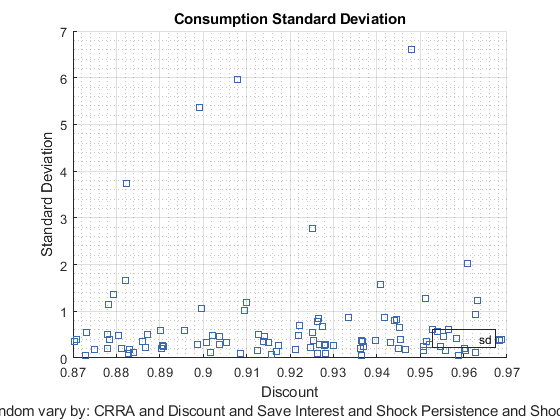 Consumption Standard Deviation
7
6
5
4
3
2
1
0
Standard Deviation
sd
0.87 0.88 0.89 0.9 0.91 0.92 0.93 0.94 0.95 0.96 0.97
Discount
ndom vary by: CRRA and Discount and Save Interest and Shock Persistence and Shoc